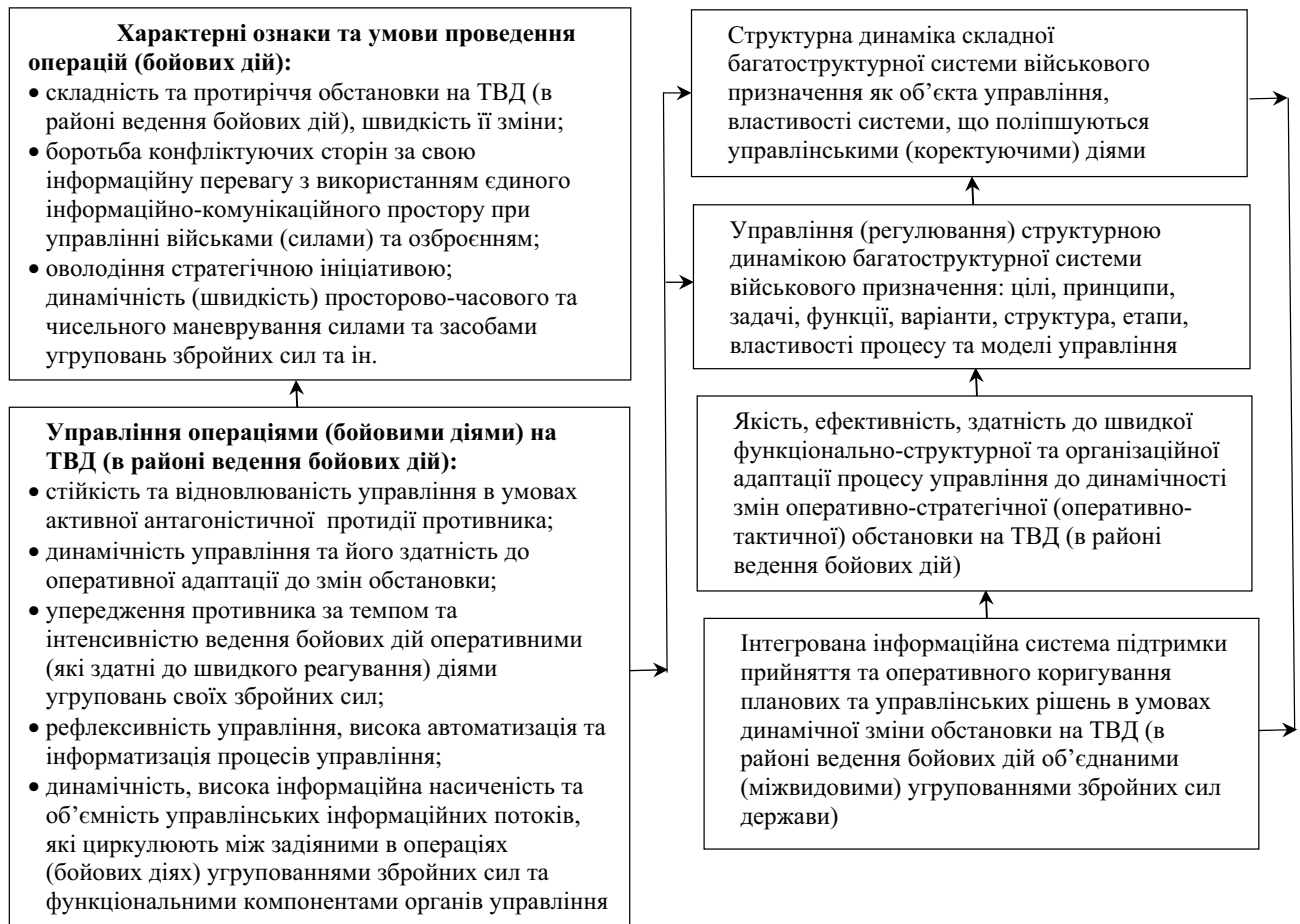 Характерні ознаки та умови проведення
операцій (бойових дій):
• складність та протиріччя обстановки на ТВД (в
районі ведення бойових дій), швидкість її зміни;
• боротьба конфліктуючих сторін за свою
інформаційну перевагу з використанням єдиного
інформаційно-комунікаційного простору при
управлінні військами (силами) та озброєнням;
• оволодіння стратегічною ініціативою;
динамічність (швидкість) просторово-часового та
чисельного маневрування силами та засобами
угруповань збройних сил та ін.
Управління операціями (бойовими діями) на
ТВД (в районі ведення бойових дій):
• стійкість та відновлюваність управління в умовах
активної антагоністичної протидії противника;
• динамічність управління та його здатність до
оперативної адаптації до змін обстановки;
• упередження противника за темпом та
інтенсивністю ведення бойових дій оперативними
(які здатні до швидкого реагування) діями
угруповань своїх збройних сил;
• рефлексивність управління, висока автоматизація та
інформатизація процесів управління;
• динамічність, висока інформаційна насиченість та
об’ємність управлінських інформаційних потоків,
які циркулюють між задіяними в операціях
(бойових діях) угрупованнями збройних сил та
функціональними компонентами органів управління
Структурна динаміка складної
багатоструктурної системи військового
призначення як об’єкта управління,
властивості системи, що поліпшуються
управлінськими (коректуючими) діями
Управління (регулювання) структурною
динамікою багатоструктурної системи
військового призначення: цілі, принципи,
задачі, функції, варіанти, структура, етапи,
властивості процесу та моделі управління
Якість, ефективність, здатність до швидкої
функціонально-структурної та організаційної
адаптації процесу управління до динамічності
змін оперативно-стратегічної (оперативно-
тактичної) обстановки на ТВД (в районі
ведення бойових дій)
Інтегрована інформаційна система підтримки
прийняття та оперативного коригування
планових та управлінських рішень в умовах
динамічної зміни обстановки на ТВД (в
районі ведення бойових дій об’єднаними
(міжвидовими) угрупованнями збройних сил
держави)